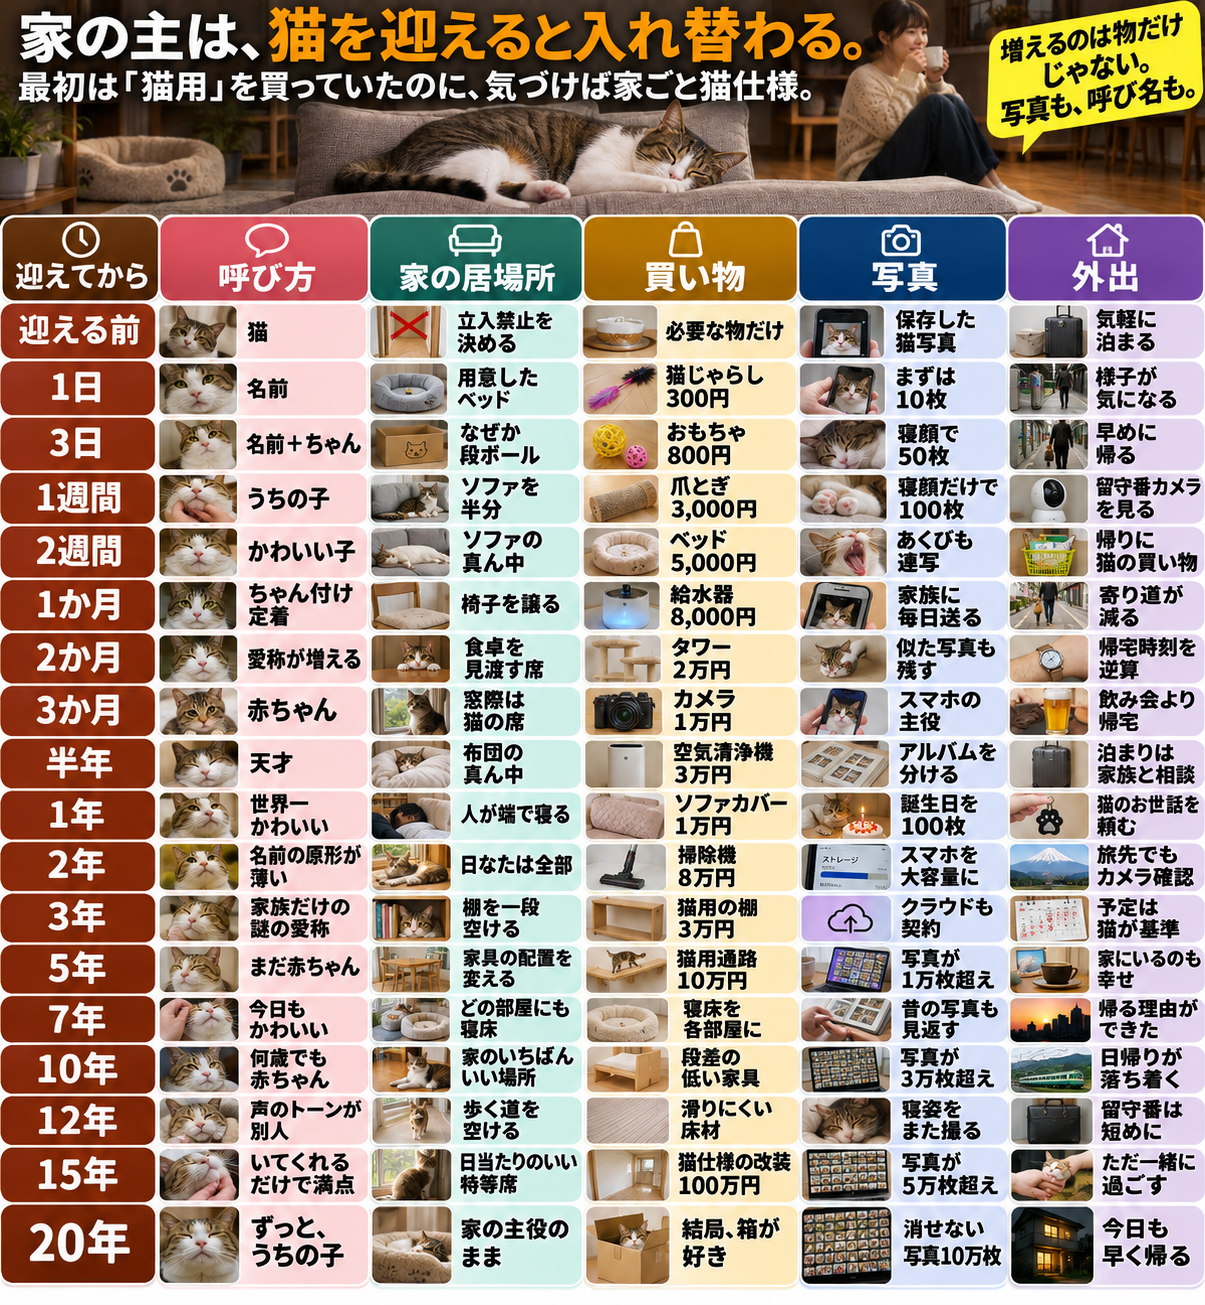 家の主は、猫を迎えると入れ替わる。
最初は「猫用」を買っていたのに、気づけば家ごと猫仕様。
増えるのは物だけ
じゃない。
写真も、呼び名も。
迎えてから
呼び方
家の居場所
買い物
写真
外出
迎える前
猫
立入禁止を
決める
必要な物だけ
保存した
猫写真
気軽に
泊まる
1日
名前
用意した
ベッド
猫じゃらし
300円
まずは
10枚
様子が
気になる
3日
名前+ちゃん
なぜか
段ボール
おもちゃ
800円
寝顔で
50枚
早めに
帰る
1週間
うちの子
ソファを
半分
爪とぎ
3,000円
寝顔だけで
100枚
留守番カメラ
を見る
2週間
かわいい子
ソファの
真ん中
ベッド
5,000円
あくびも
連写
帰りに
猫の買い物
1か月
ちゃん付け
定着
椅子を譲る
給水器
8,000円
家族に
毎日送る
寄り道が
減る
2か月
愛称が増える
食卓を
見渡す席
タワー
2万円
似た写真も
残す
帰宅時刻を
逆算
3か月
赤ちゃん
窓際は
猫の席
カメラ
1万円
スマホの
主役
飲み会より
帰宅
半年
天才
布団の
真ん中
空気清浄機
3万円
アルバムを
分ける
泊まりは
家族と相談
1年
世界一
かわいい
人が端で寝る
ソファカバー
1万円
誕生日を
100枚
猫のお世話を
頼む
2年
名前の原形が
薄い
日なたは全部
掃除機
8万円
ストレージ
スマホを
大容量に
旅先でも
カメラ確認
3年
家族だけの
謎の愛称
棚を一段
空ける
猫用の棚
3万円
クラウドも
契約
予定は
猫が基準
5年
まだ赤ちゃん
家具の配置を
変える
猫用通路
10万円
写真が
1万枚超え
家にいるのも
幸せ
7年
今日も
かわいい
どの部屋にも
寝床
寝床を
各部屋に
昔の写真も
見返す
帰る理由が
できた
10年
何歳でも
赤ちゃん
家のいちばん
いい場所
段差の
低い家具
写真が
3万枚超え
日帰りが
落ち着く
12年
声のトーンが
別人
歩く道を
空ける
滑りにくい
床材
寝姿を
また撮る
留守番は
短めに
15年
いてくれる
だけで満点
日当たりのいい
特等席
猫仕様の改装
100万円
写真が
5万枚超え
ただ一緒に
過ごす
20年
ずっと、
うちの子
家の主役の
まま
結局、箱が
好き
消せない
写真10万枚
今日も
早く帰る